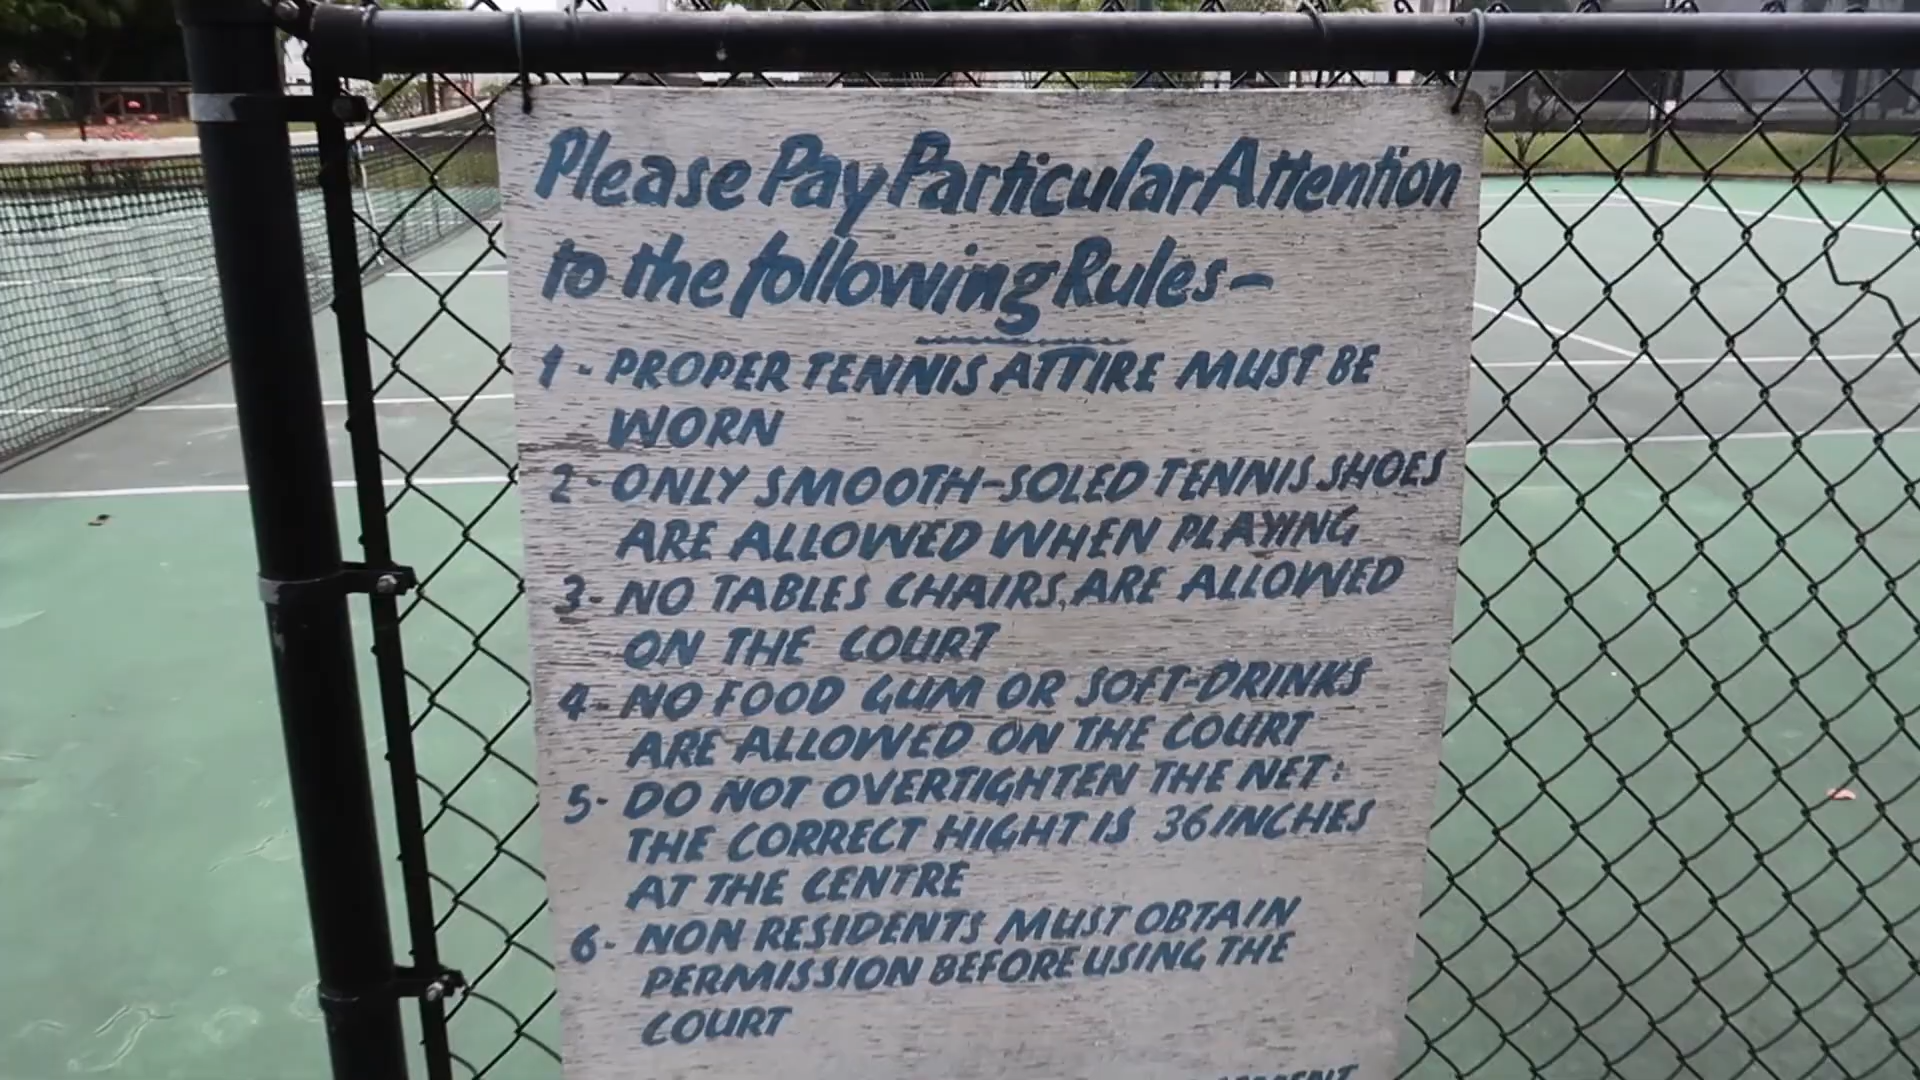 Please Pay Particular Attention
to the following Rules-
1 - PROPER TENNIS ATTIRE MUST BE
WORN
2 - ONLY SMOOTH-SOLED TENNIS SHOES
ARE ALLOWED WHEN PLAYING
3 - NO TABLES CHAIRS, ARE ALLOWED
ON THE COURT
4 - NO FOOD GUM OR SOFT-DRINKS
ARE ALLOWED ON THE COURT
5 - DO NOT OVERTIGHTEN THE NET:
THE CORRECT HIGHT IS 36 INCHES
AT THE CENTRE
6 - NON RESIDENTS MUST OBTAIN
PERMISSION BEFORE USING THE
COURT